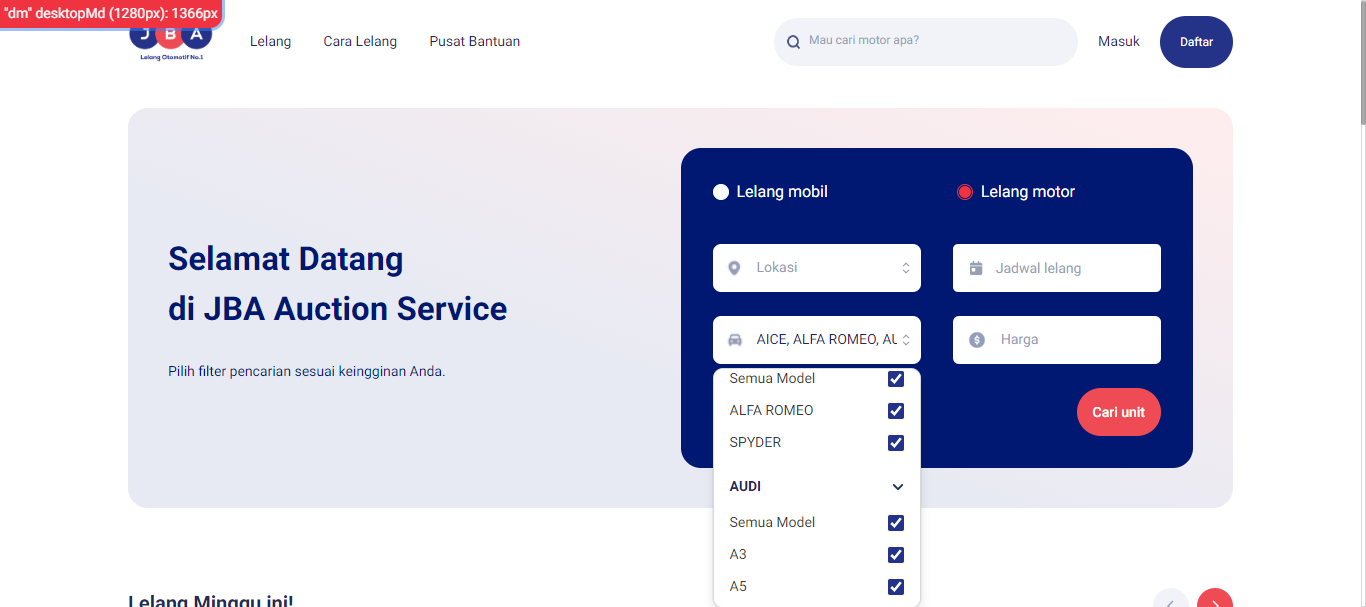 "dm" desktopMd (1280px): 1366px
JBA
Lelang Otomotif No.1
Lelang
Cara Lelang
Pusat Bantuan
Mau cari motor apa?
Masuk
Daftar
Selamat Datang
di JBA Auction Service
Pilih filter pencarian sesuai keingginan Anda.
Lelang mobil
Lelang motor
Lokasi
Jadwal lelang
AICE, ALFA ROMEO, AU
Harga
Semua Model
ALFA ROMEO
SPYDER
AUDI
Semua Model
A3
A5
Cari unit
Lelang Minggu ini!